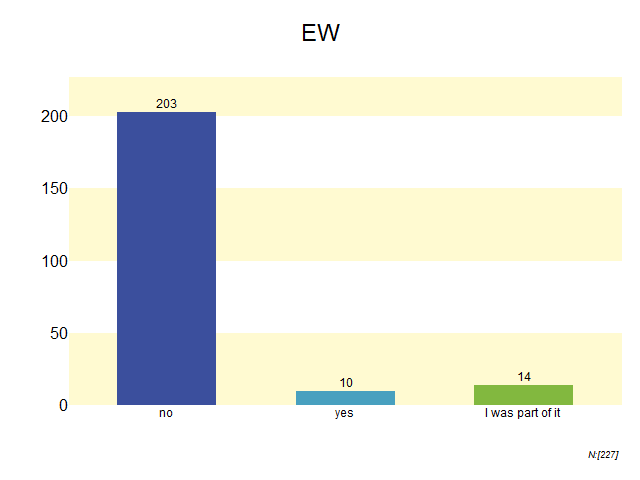 EW
203
200
150
100
50
10
14
0
no
yes
I was part of it
N:[227]